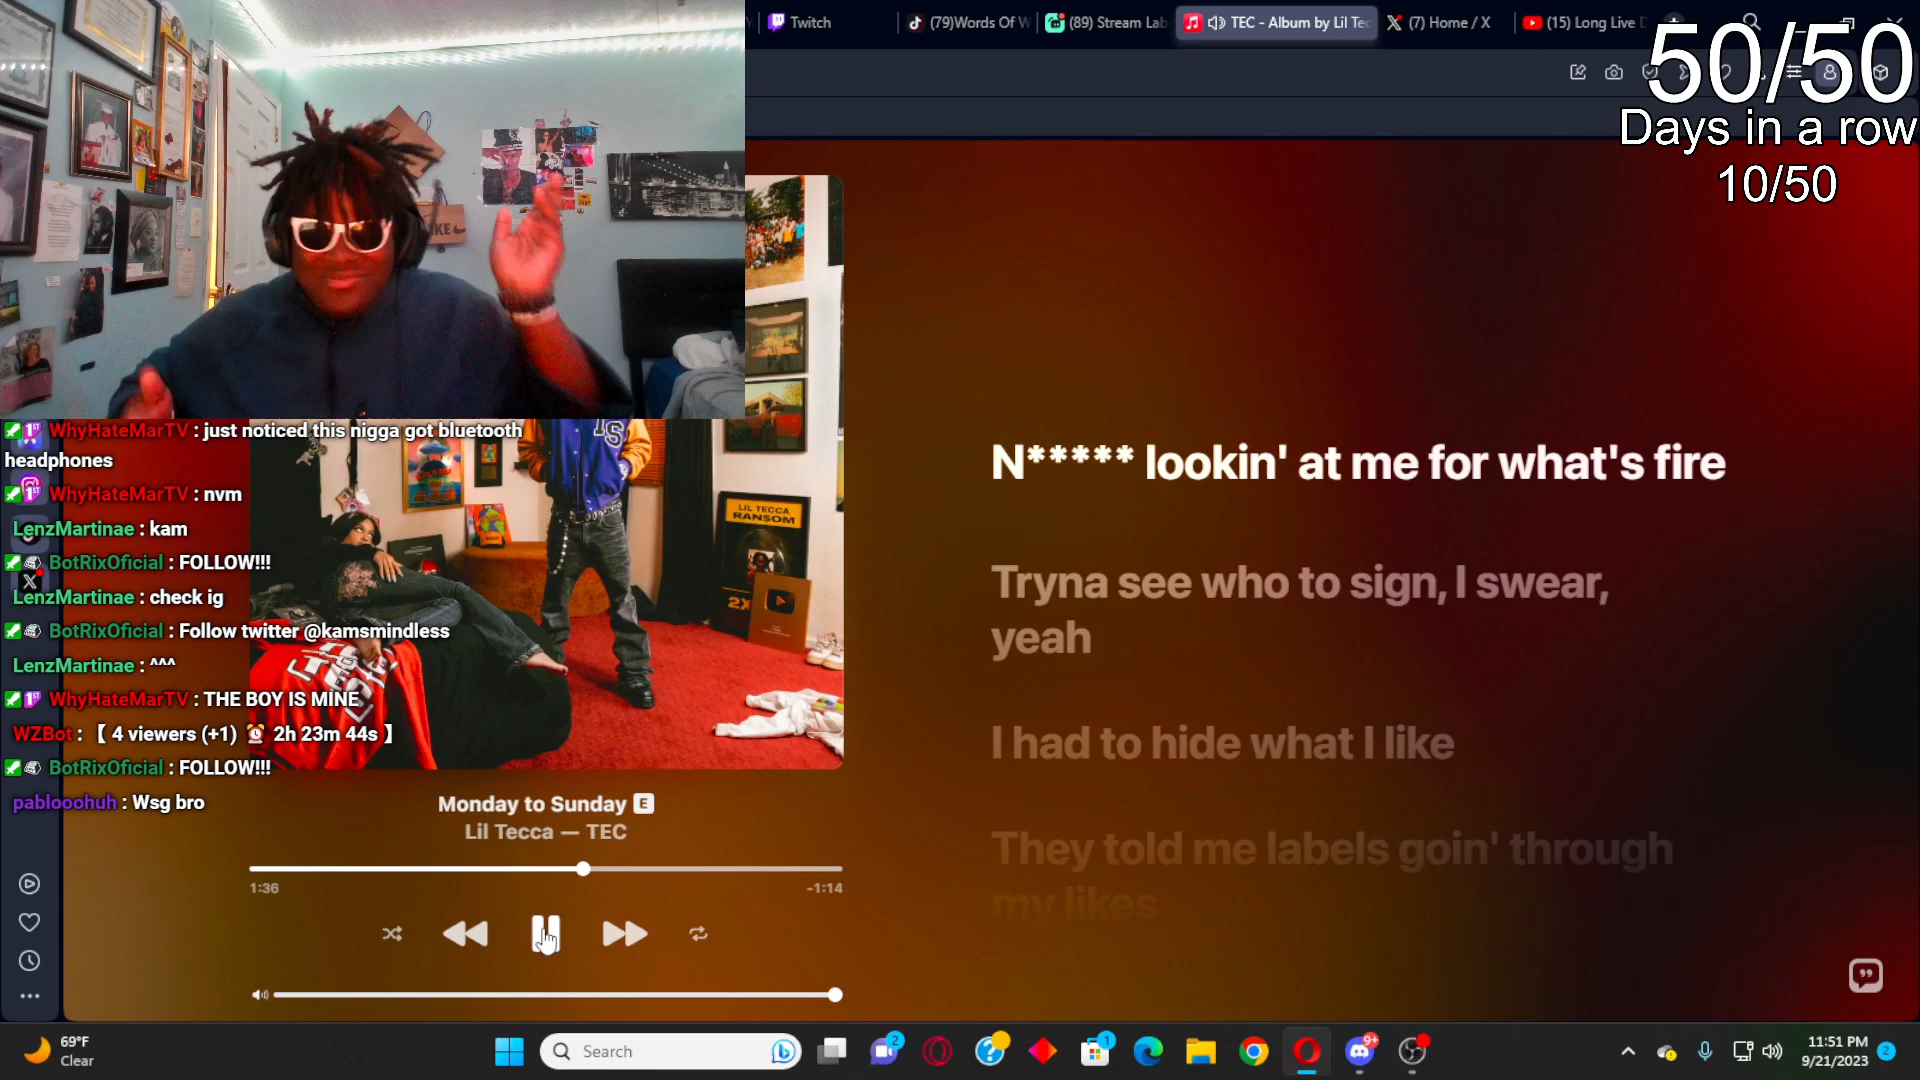 Twitch
(79)Words Of W
(89) Stream Lab
TEC - Album by Lil Tec
(7) Home / X
(15) Long Live
50/50
Days in a row
10/50
WhyHateMarTV : just noticed this nigga got bluetooth
headphones
WhyHateMarTV : nvm
LenzMartinae : kam
BotRixOficial : FOLLOW!!!
LenzMartinae : check ig
BotRixOficial : Follow twitter @kamsmindless
LenzMartinae : ^^^
WhyHateMarTV : THE BOY IS MINE
WZBot : 【 4 viewers (+1) ⏰ 2h 23m 44s 】
BotRixOficial : FOLLOW!!!
pablooohuh : Wsg bro
LIL TECCA
RANSOM
2X
Monday to Sunday E
Lil Tecca — TEC
1:36
-1:14
N***** lookin' at me for what's fire
Tryna see who to sign, I swear,
yeah
I had to hide what I like
They told me labels goin' through
my likes
69°F
Clear
Search
2
1
9+
11:51 PM
9/21/2023
2